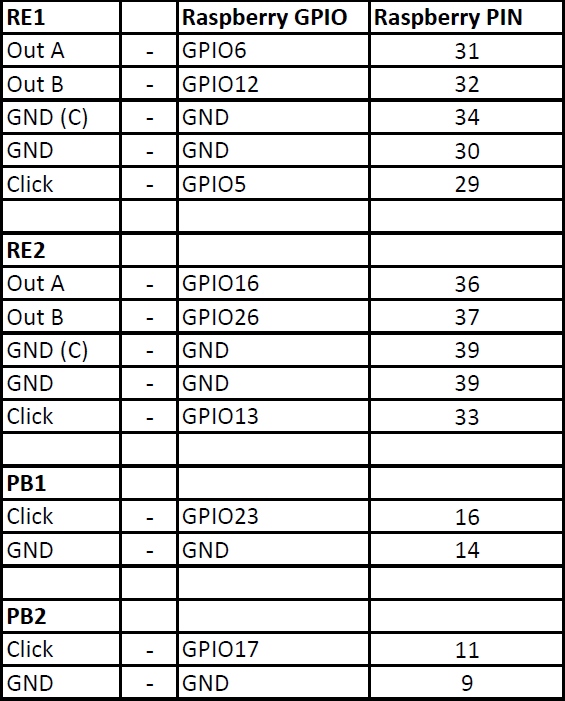 RE1 Raspberry GPIO Raspberry PIN
Out A - GPIO6 31
Out B - GPIO12 32
GND (C) - GND 34
GND - GND 30
Click - GPIO5 29
RE2
Out A - GPIO16 36
Out B - GPIO26 37
GND (C) - GND 39
GND - GND 39
Click - GPIO13 33
PB1
Click - GPIO23 16
GND - GND 14
PB2
Click - GPIO17 11
GND - GND 9